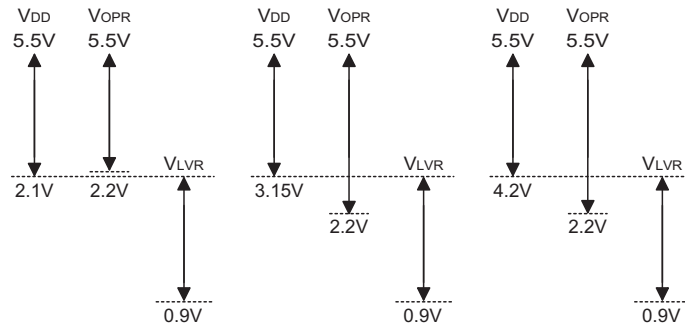 VDD VOPR VDD VOPR VDD VOPR
5.5V 5.5V 5.5V 5.5V 5.5V 5.5V
VLVR VLVR VLVR
2.1V 2.2V 3.15V 4.2V
2.2V 2.2V
0.9V 0.9V 0.9V